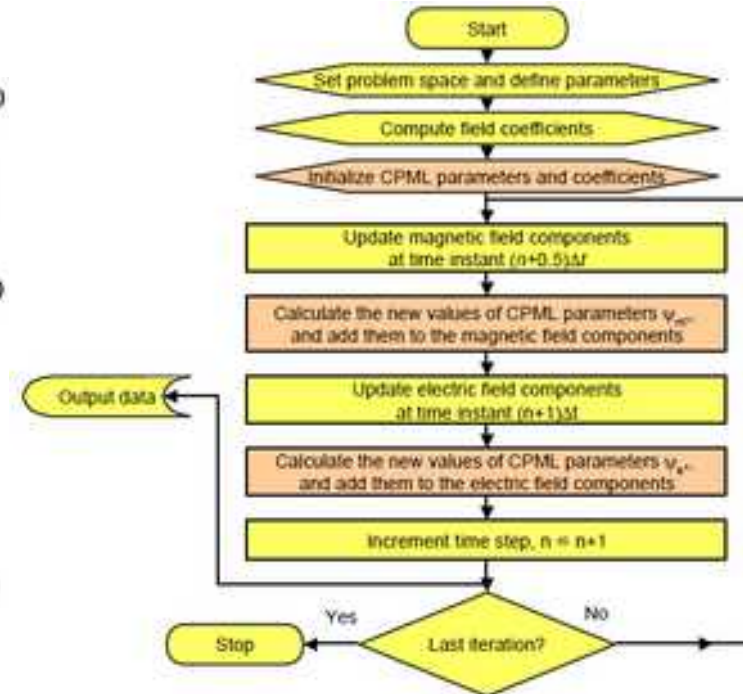 Start
Set problem space and define parameters
Compute field coefficients
Initialize CPML parameters and coefficients
Update magnetic field components
at time instant (n+0.5)Δt
Calculate the new values of CPML parameters
and add them to the magnetic field components
Output data
Update electric field components
at time instant (n+1)Δt
Calculate the new values of CPML parameters
and add them to the electric field components
Increment time step, n = n+1
Yes
No
Stop
Last iteration?